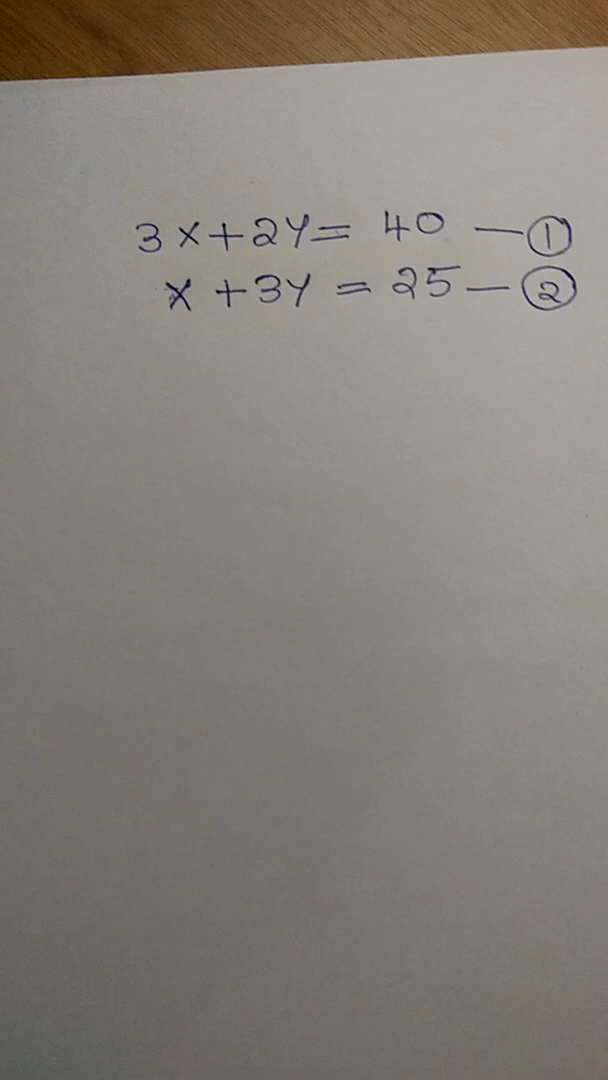 3x+2y= 40 — ①
x +3y = 25 — ②